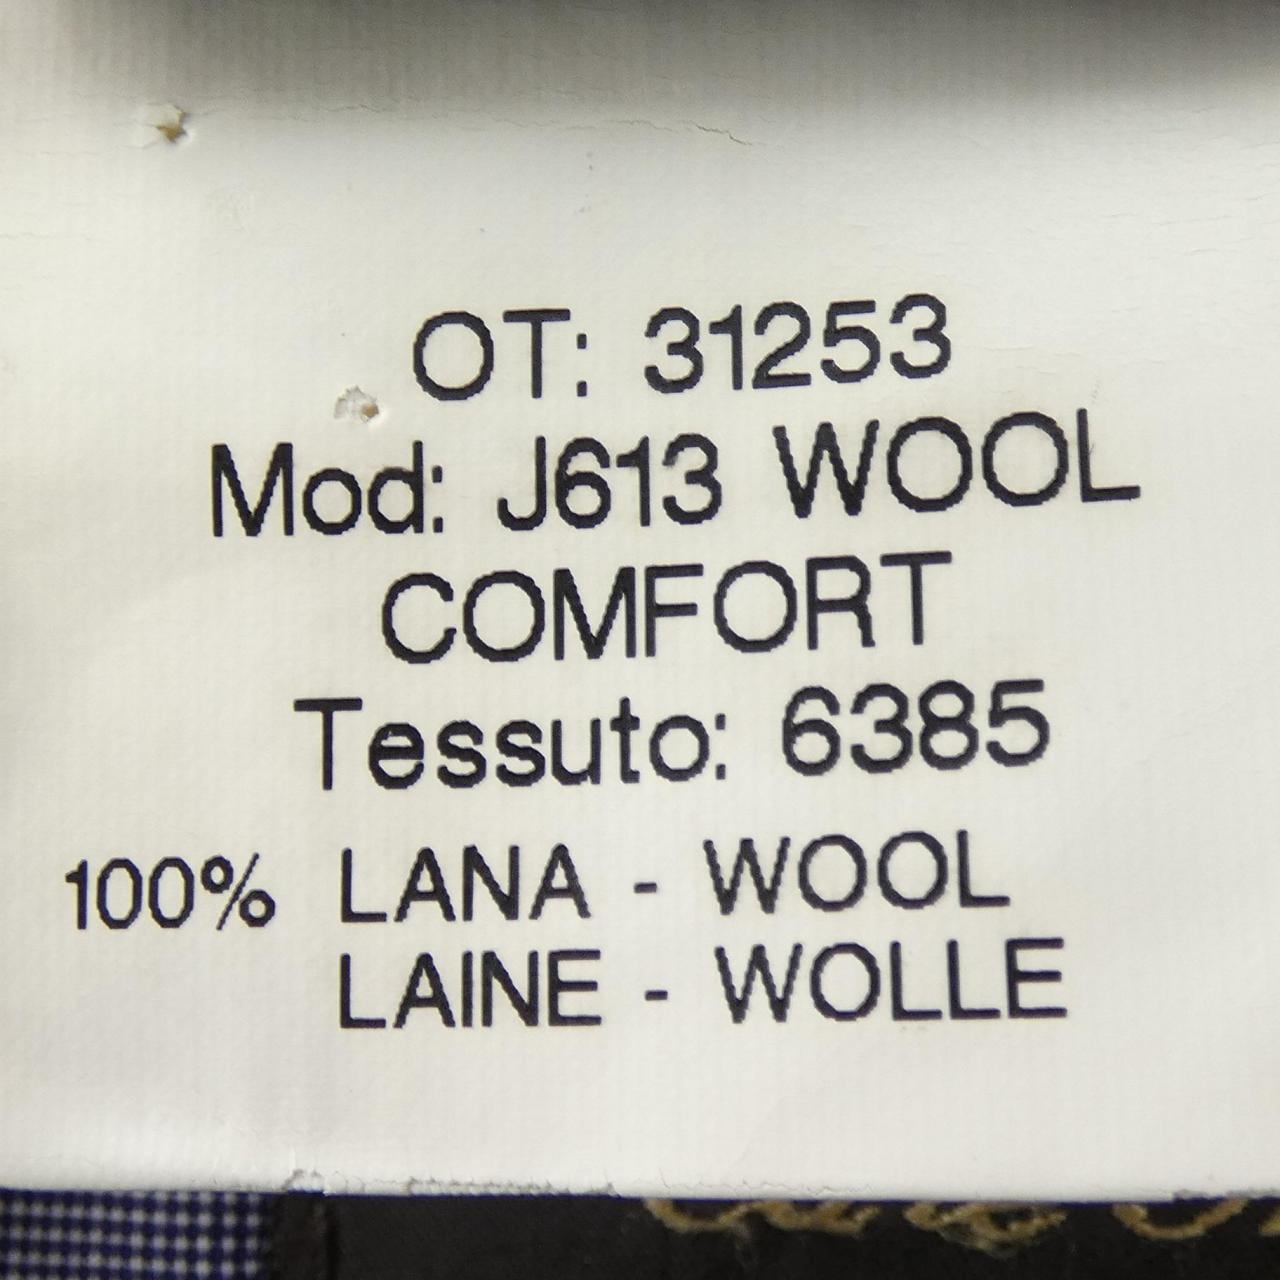 OT: 31253
Mod: J613 WOOL
COMFORT
Tessuto: 6385
100% LANA - WOOL
LAINE - WOLLE